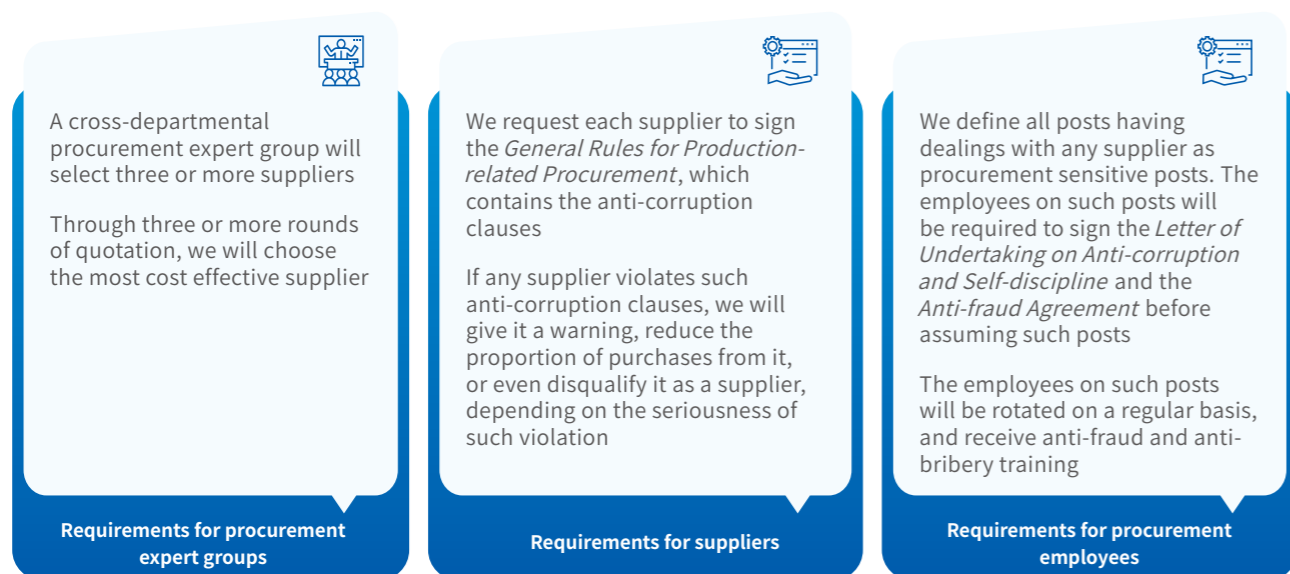 A cross-departmental
procurement expert group will
select three or more suppliers
Through three or more rounds
of quotation, we will choose
the most cost effective supplier
Requirements for procurement
expert groups
We request each supplier to sign
the General Rules for Production-
related Procurement, which
contains the anti-corruption
clauses
If any supplier violates such
anti-corruption clauses, we will
give it a warning, reduce the
proportion of purchases from it,
or even disqualify it as a supplier,
depending on the seriousness of
such violation
Requirements for suppliers
We define all posts having
dealings with any supplier as
procurement sensitive posts. The
employees on such posts will
be required to sign the Letter of
Undertaking on Anti-corruption
and Self-discipline and the
Anti-fraud Agreement before
assuming such posts
The employees on such posts
will be rotated on a regular basis,
and receive anti-fraud and anti-
bribery training
Requirements for procurement
employees